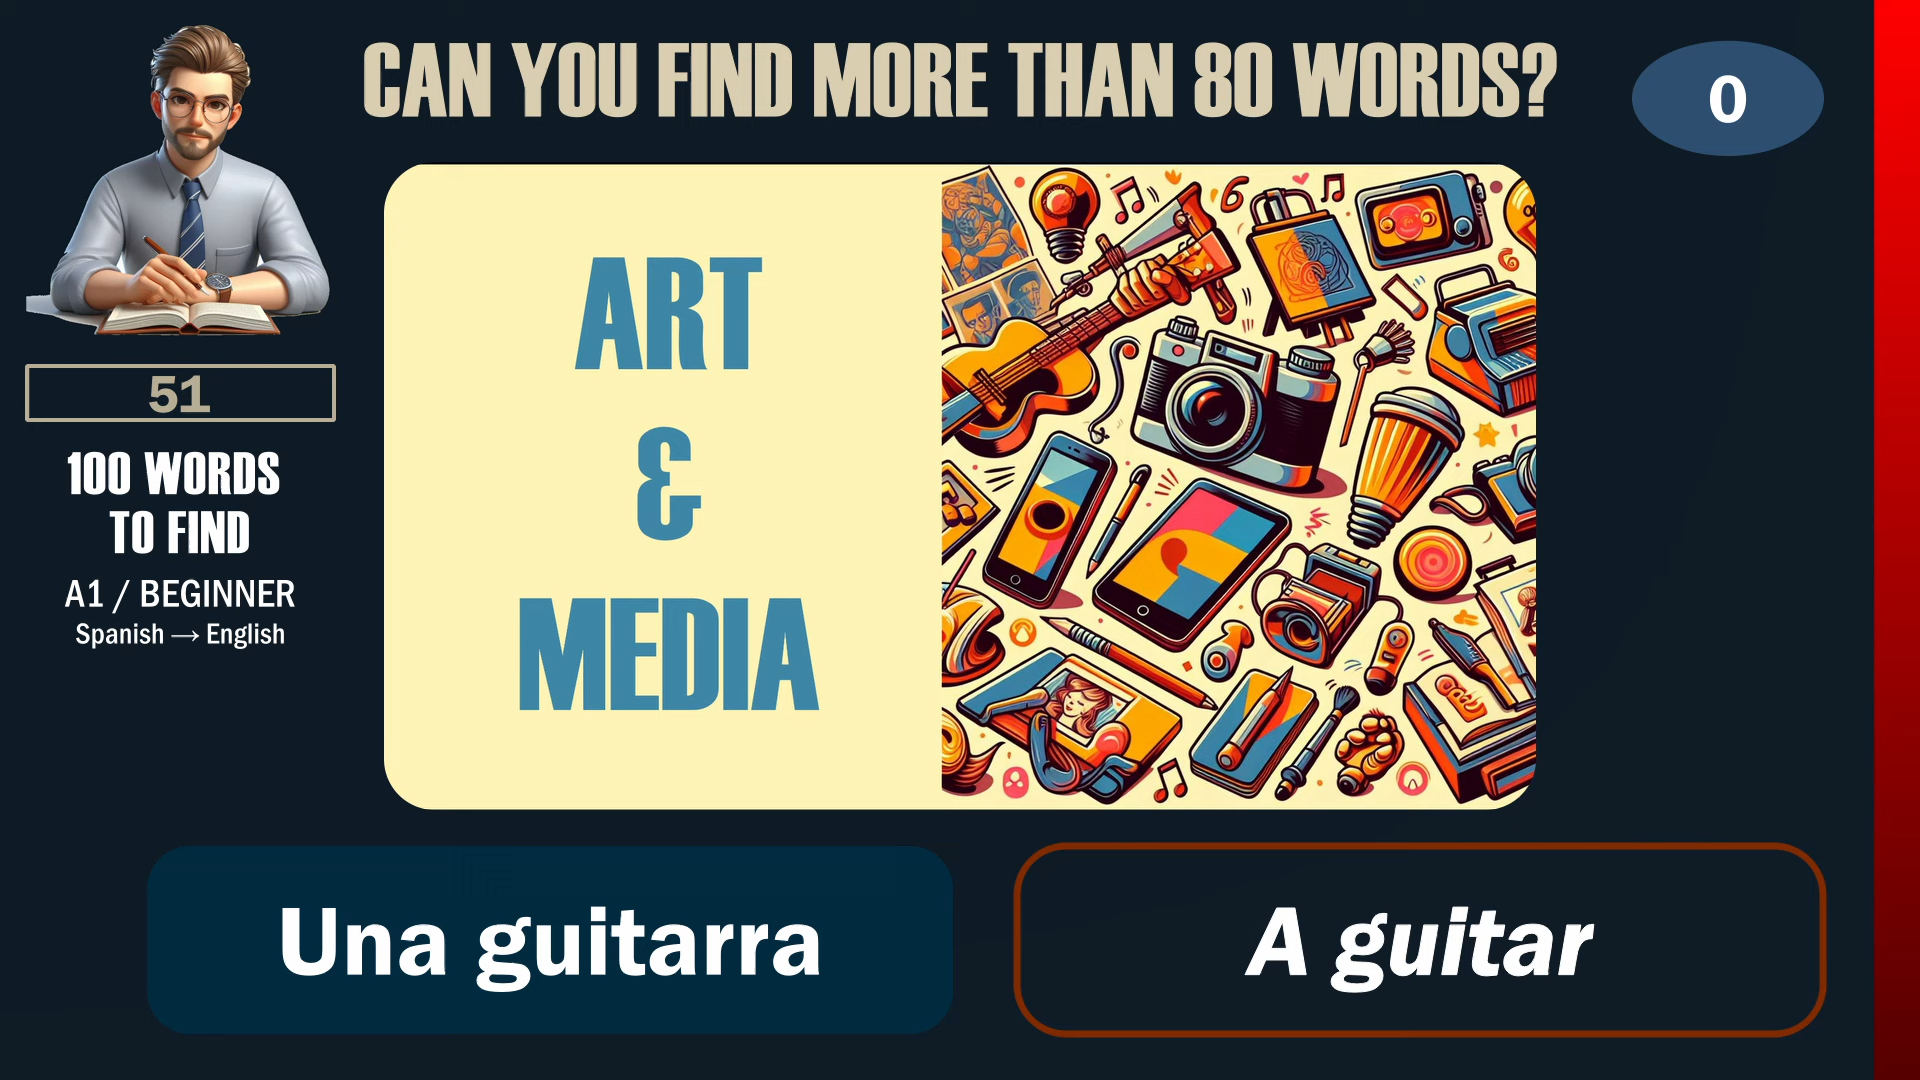 CAN YOU FIND MORE THAN 80 WORDS?
0
ART
&
MEDIA
51
100 WORDS
TO FIND
A1 / BEGINNER
Spanish → English
Una guitarra
A guitar